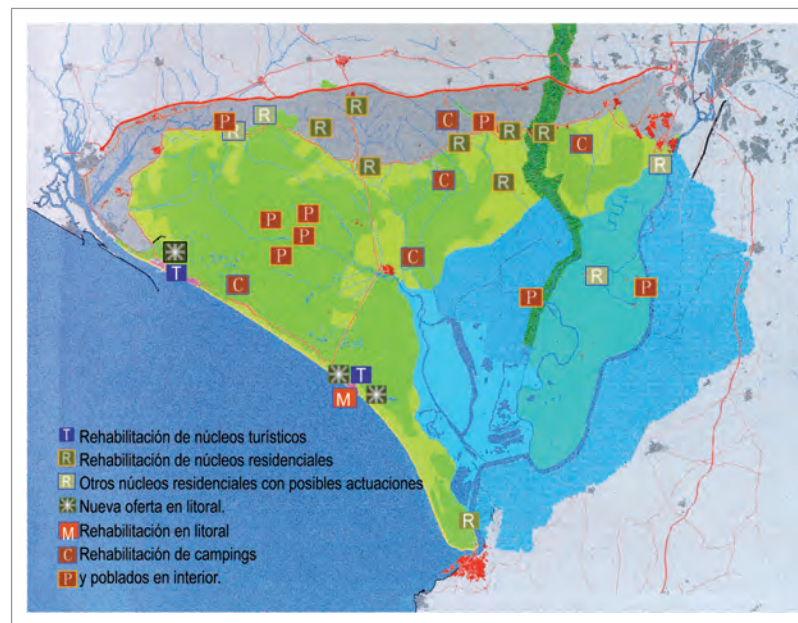 P
R
R
R
R
C
P
R
R
R
C
R
R
C
R
P
P
P
P
C
T
C
R
P
P
T
M
T Rehabilitación de núcleos turísticos
R Rehabilitación de núcleos residenciales
R Otros núcleos residenciales con posibles actuaciones
Nueva oferta en litoral.
M Rehabilitación en litoral
C Rehabilitación de campings
P y poblados en interior.
R